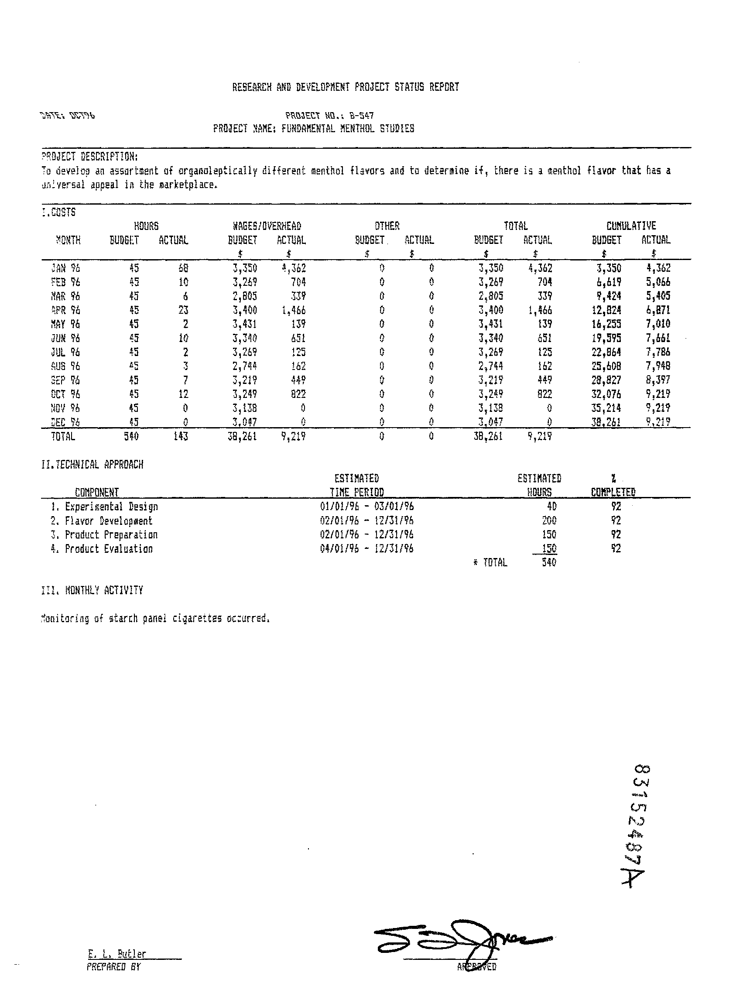 RESEARCH AND DEVELOPMENT PROJECT STATUS REPORT
DATE: OCT96 PROJECT NO.: B-547
PROJECT NAME: FUNDAMENTAL MENTHOL STUDIES
PROJECT DESCRIPTION:
To develop an assortment of organoleptically different menthol flavors and to determine if, there is a menthol flavor that has a
universal appeal in the marketplace.
I.COSTS
HOURS WAGES/OVERHEAD OTHER TOTAL CUMULATIVE
MONTH BUDGET ACTUAL BUDGET ACTUAL BUDGET ACTUAL BUDGET ACTUAL BUDGET ACTUAL
$ $ $ $ $ $ $ $
JAN 96 45 68 3,350 4,362 0 0 3,350 4,362 3,350 4,362
FEB 96 45 10 3,269 704 0 0 3,269 704 6,619 5,066
MAR 96 45 6 2,805 339 0 0 2,805 339 9,424 5,405
APR 96 45 23 3,400 1,466 0 0 3,400 1,466 12,824 6,871
MAY 96 45 2 3,431 139 0 0 3,431 139 16,255 7,010
JUN 96 45 10 3,340 651 0 0 3,340 651 19,595 7,661
JUL 96 45 2 3,269 125 0 0 3,269 125 22,864 7,786
AUG 96 45 3 2,744 162 0 0 2,744 162 25,608 7,948
SEP 96 45 7 3,219 449 0 0 3,219 449 28,827 8,397
OCT 96 45 12 3,249 822 0 0 3,249 822 32,076 9,219
NOV 96 45 0 3,138 0 0 0 3,138 0 35,214 9,219
DEC 96 45 0 3,047 0 0 0 3,047 0 38,261 9,219
TOTAL 540 143 38,261 9,219 0 0 38,261 9,219
II.TECHNICAL APPROACH
ESTIMATED ESTIMATED %
COMPONENT TIME PERIOD HOURS COMPLETED
1. Experimental Design 01/01/96 - 03/01/96 40 92
2. Flavor Development 02/01/96 - 12/31/96 200 92
3. Product Preparation 02/01/96 - 12/31/96 150 92
4. Product Evaluation 04/01/96 - 12/31/96 150 92
* TOTAL 540
III. MONTHLY ACTIVITY
Monitoring of starch panel cigarettes occurred.
83152487A
E. L. Butler
PREPARED BY
APPROVED